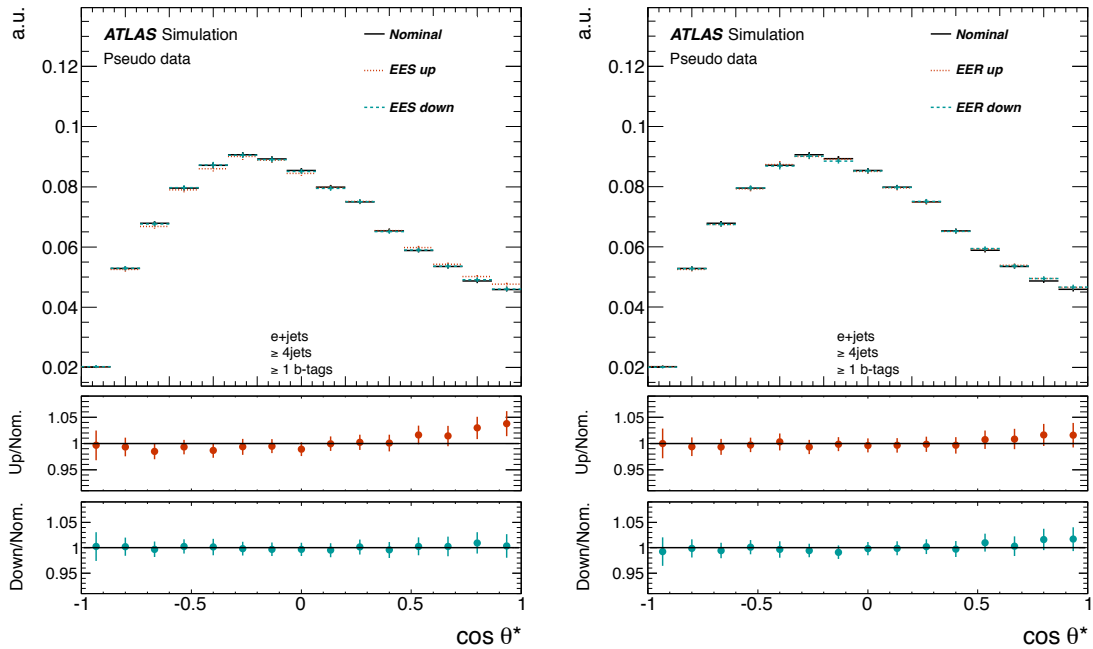 a.u.
ATLAS Simulation
Pseudo data
Nominal
EES up
EES down
0.12
0.1
0.08
0.06
0.04
0.02
e+jets
≥ 4jets
≥ 1 b-tags
Up/Nom.
1.05
1
0.95
Down/Nom.
1.05
1
0.95
-1 -0.5 0 0.5 1
cos θ*
a.u.
ATLAS Simulation
Pseudo data
Nominal
EER up
EER down
0.12
0.1
0.08
0.06
0.04
0.02
e+jets
≥ 4jets
≥ 1 b-tags
Up/Nom.
1.05
1
0.95
Down/Nom.
1.05
1
0.95
-1 -0.5 0 0.5 1
cos θ*